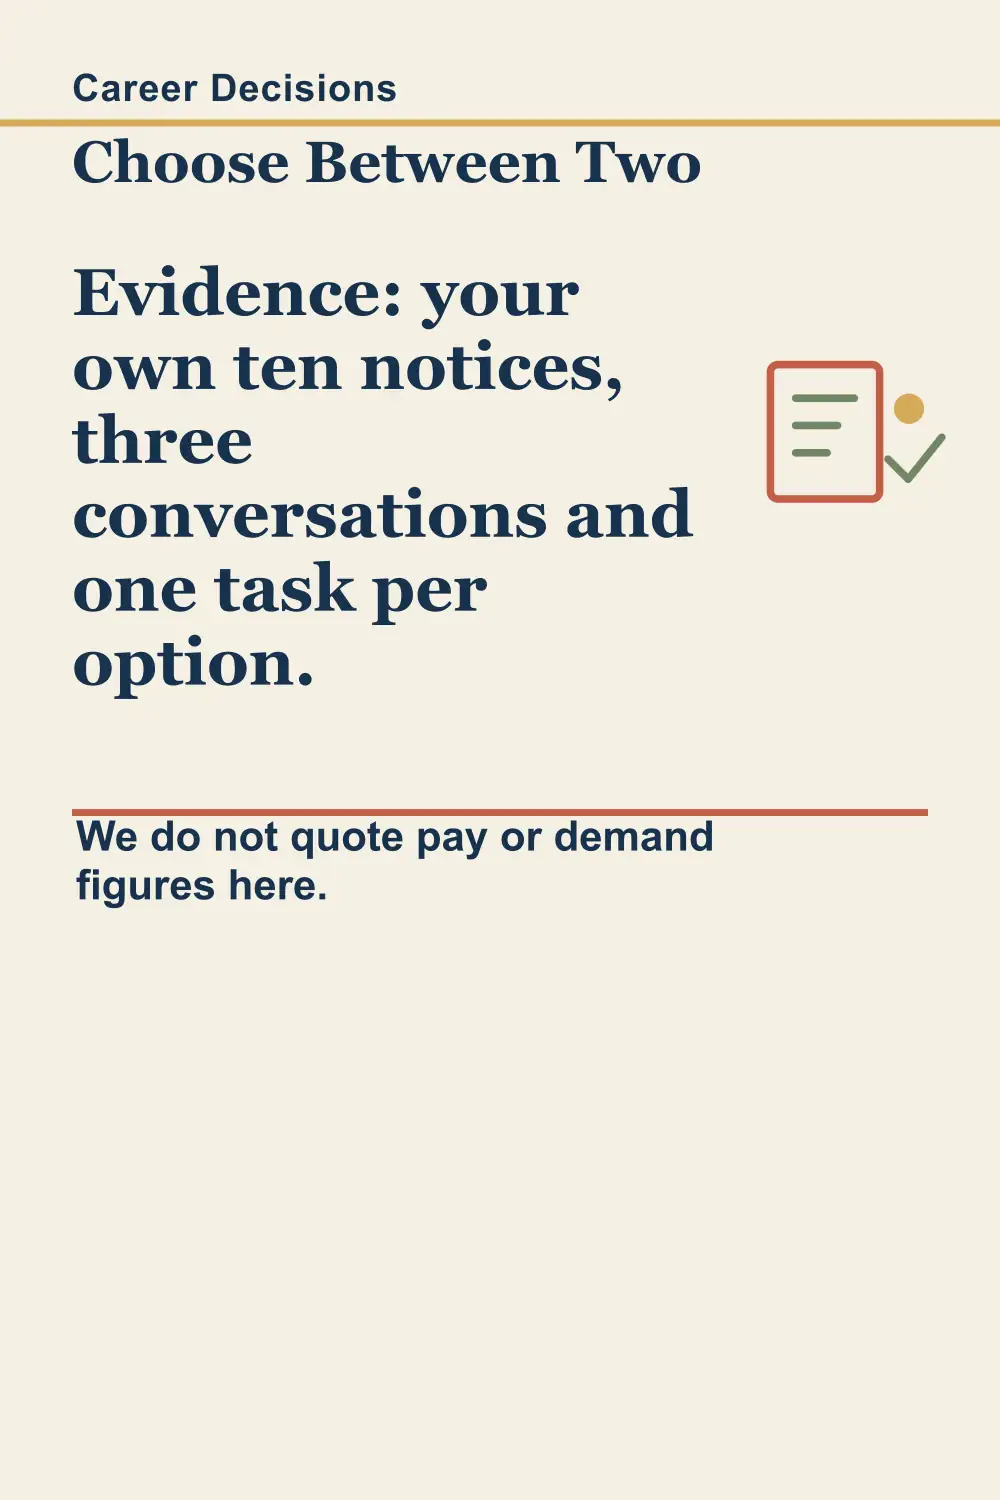 Career Decisions
Choose Between Two
Evidence: your
own ten notices,
three
conversations and
one task per
option.
We do not quote pay or demand
figures here.